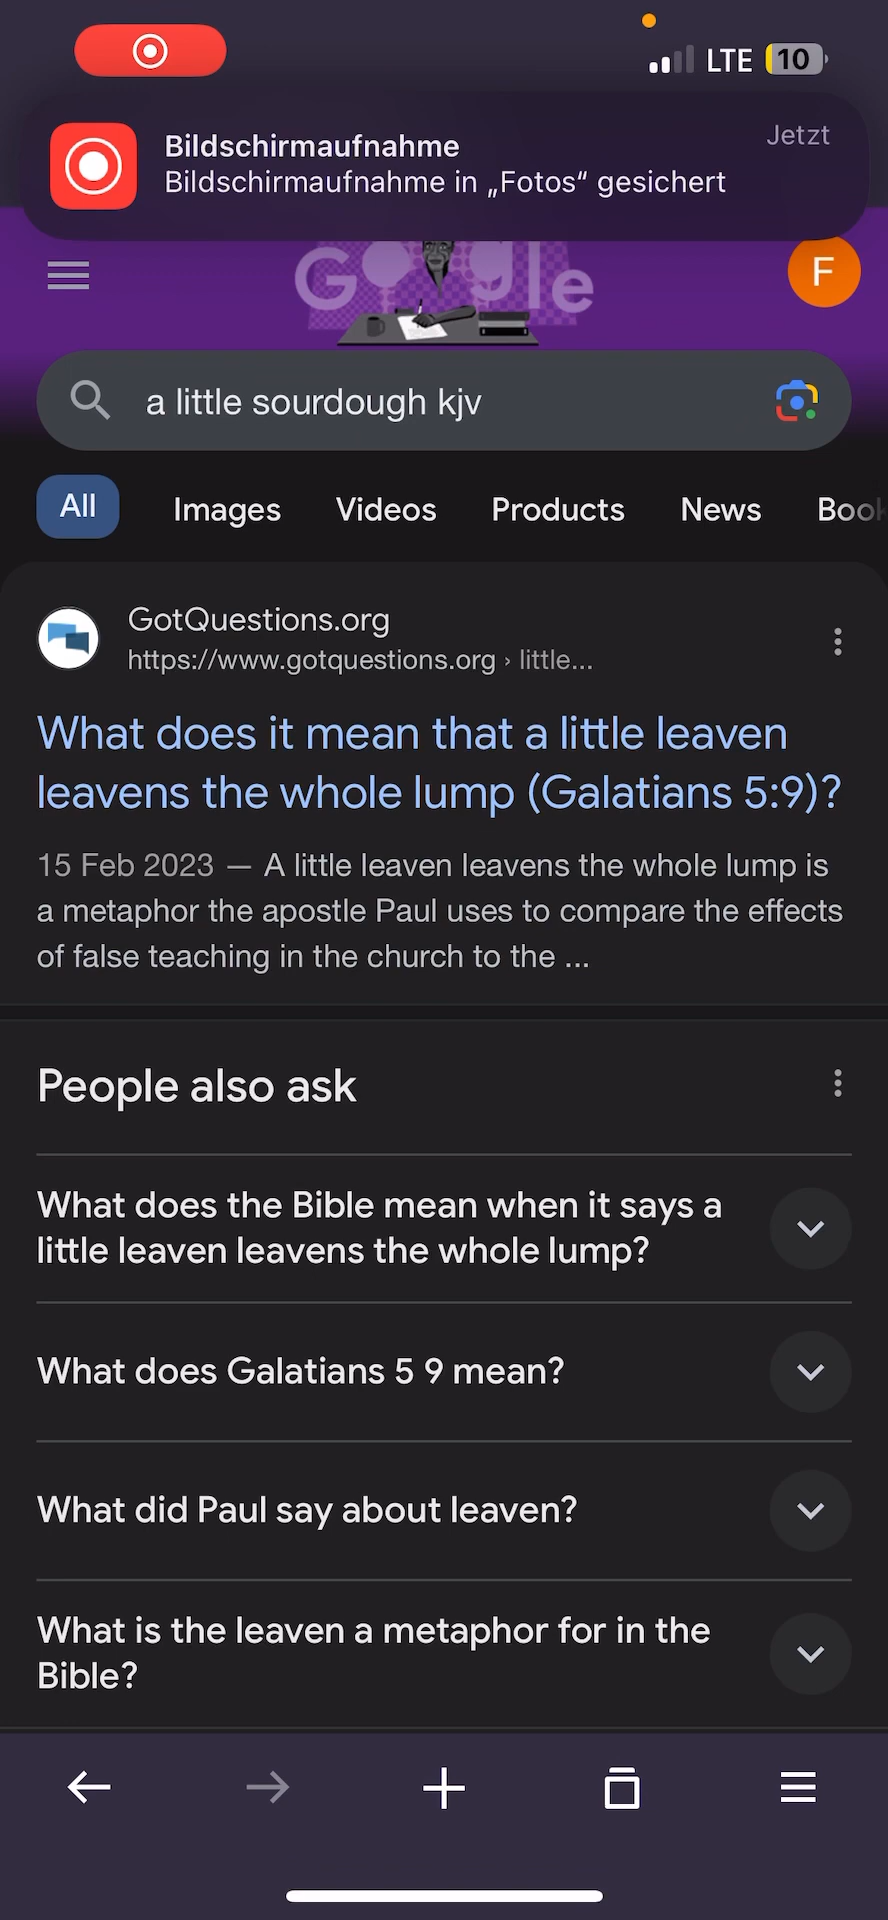 LTE 10
Bildschirmaufnahme
Jetzt
Bildschirmaufnahme in „Fotos“ gesichert
Google
F
a little sourdough kjv
All Images Videos Products News Book
GotQuestions.org
https://www.gotquestions.org › little...
What does it mean that a little leaven
leavens the whole lump (Galatians 5:9)?
15 Feb 2023 — A little leaven leavens the whole lump is
a metaphor the apostle Paul uses to compare the effects
of false teaching in the church to the ...
People also ask
What does the Bible mean when it says a
little leaven leavens the whole lump?
What does Galatians 5 9 mean?
What did Paul say about leaven?
What is the leaven a metaphor for in the
Bible?